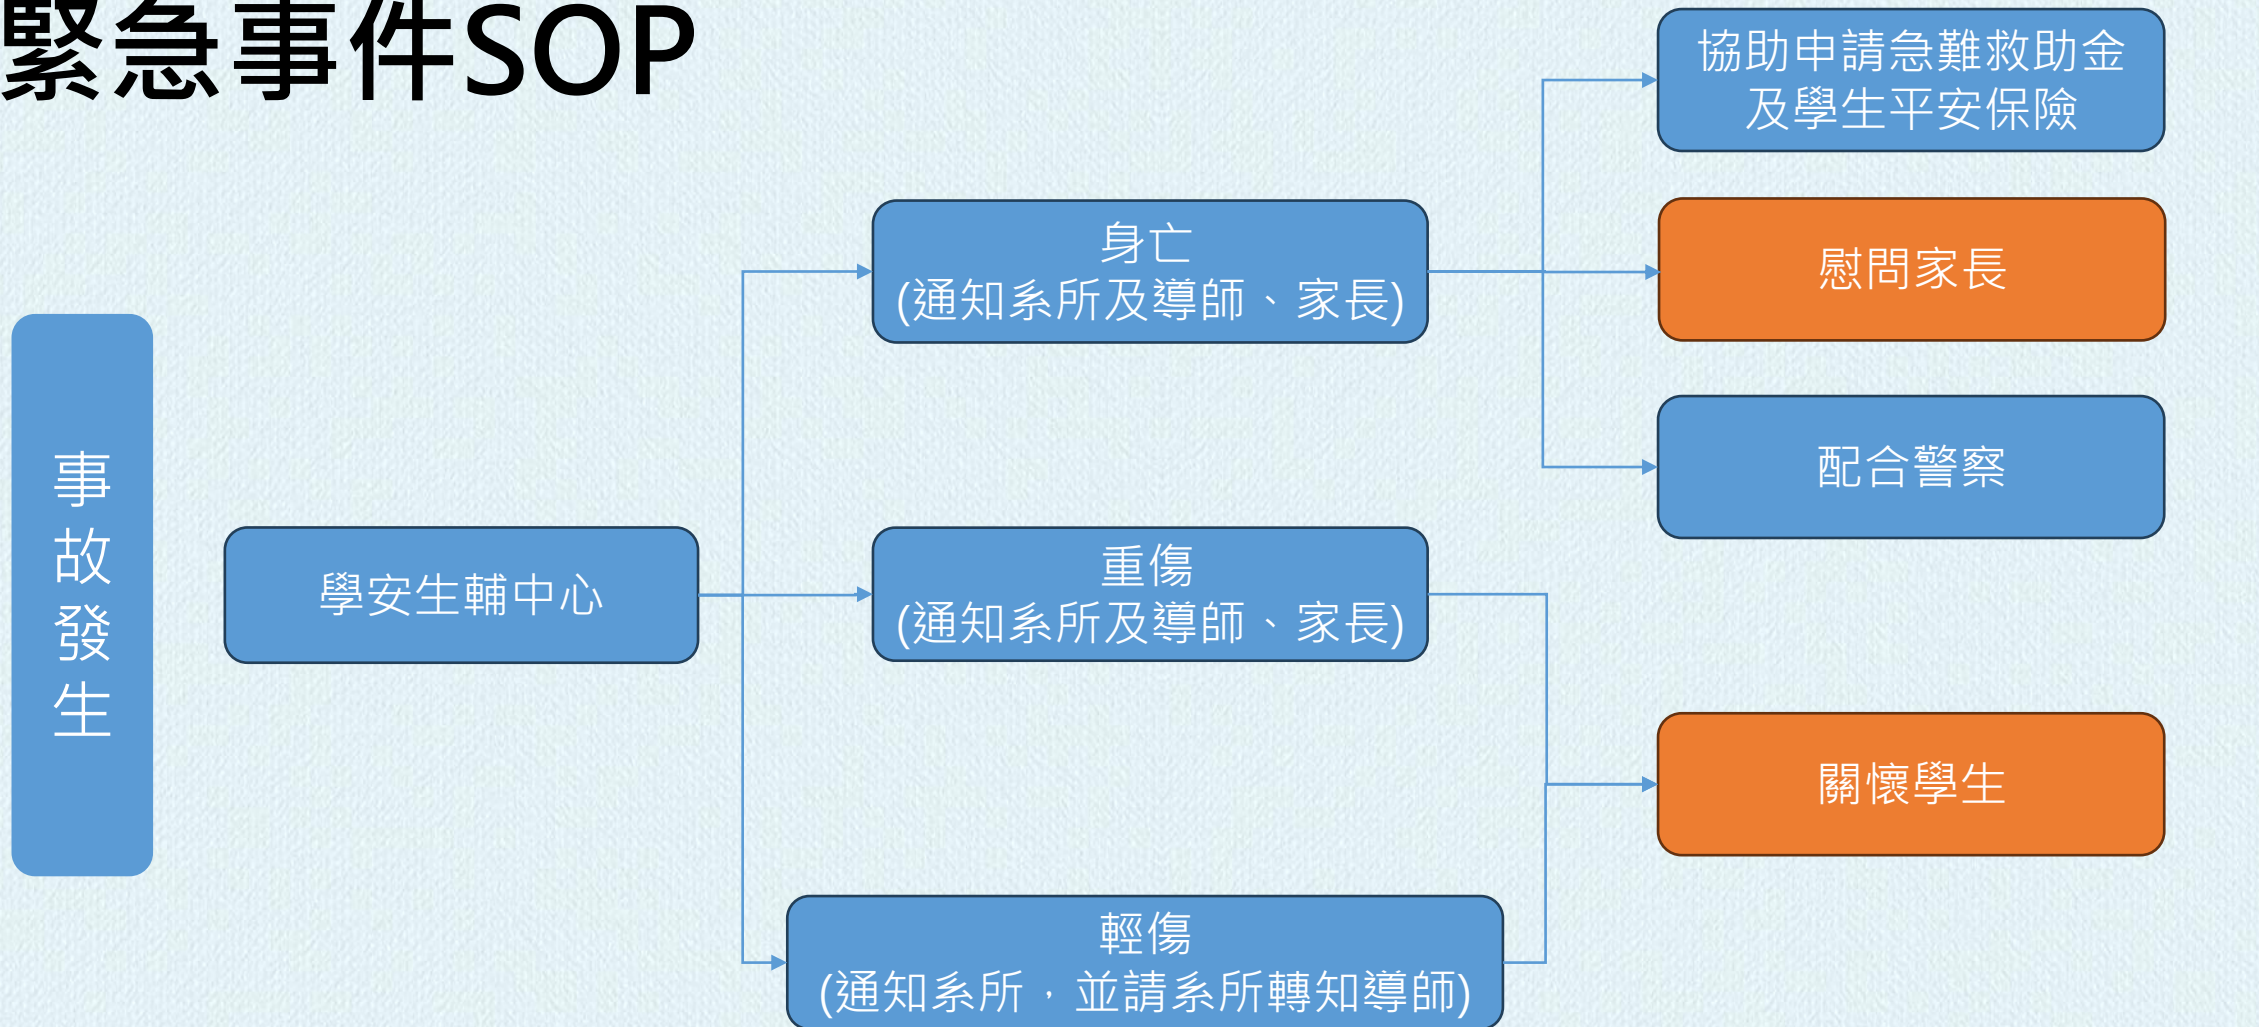 緊急事件SOP
事故發生
學安生輔中心
身亡
(通知系所及導師、家長)
重傷
(通知系所及導師、家長)
輕傷
(通知系所，並請系所轉知導師)
協助申請急難救助金
及學生平安保險
慰問家長
配合警察
關懷學生